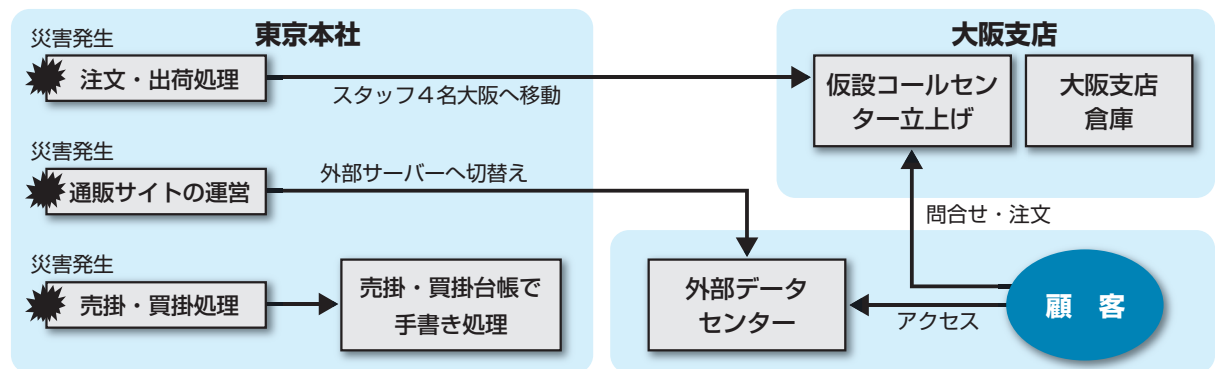 東京本社
災害発生
注文・出荷処理
スタッフ４名大阪へ移動
災害発生
通販サイトの運営
外部サーバーへ切替え
災害発生
売掛・買掛処理
売掛・買掛台帳で
手書き処理
大阪支店
仮設コールセン
ター立上げ
大阪支店
倉庫
問合せ・注文
外部データ
センター
アクセス
顧　客